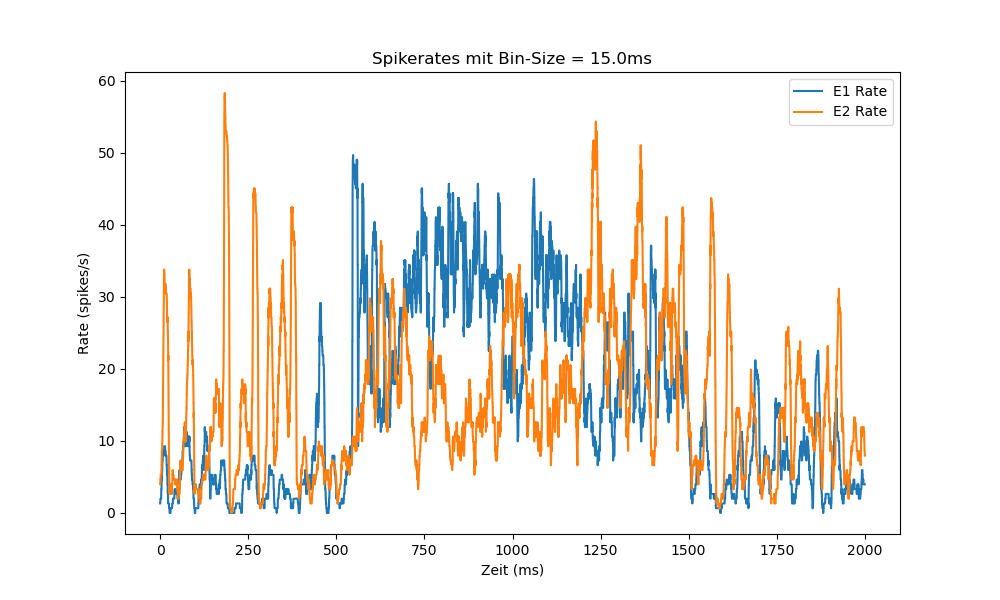 Spikerates mit Bin-Size = 15.0ms
E1 Rate
E2 Rate
60
50
40
30
20
10
0
Rate (spikes/s)
0 250 500 750 1000 1250 1500 1750 2000
Zeit (ms)